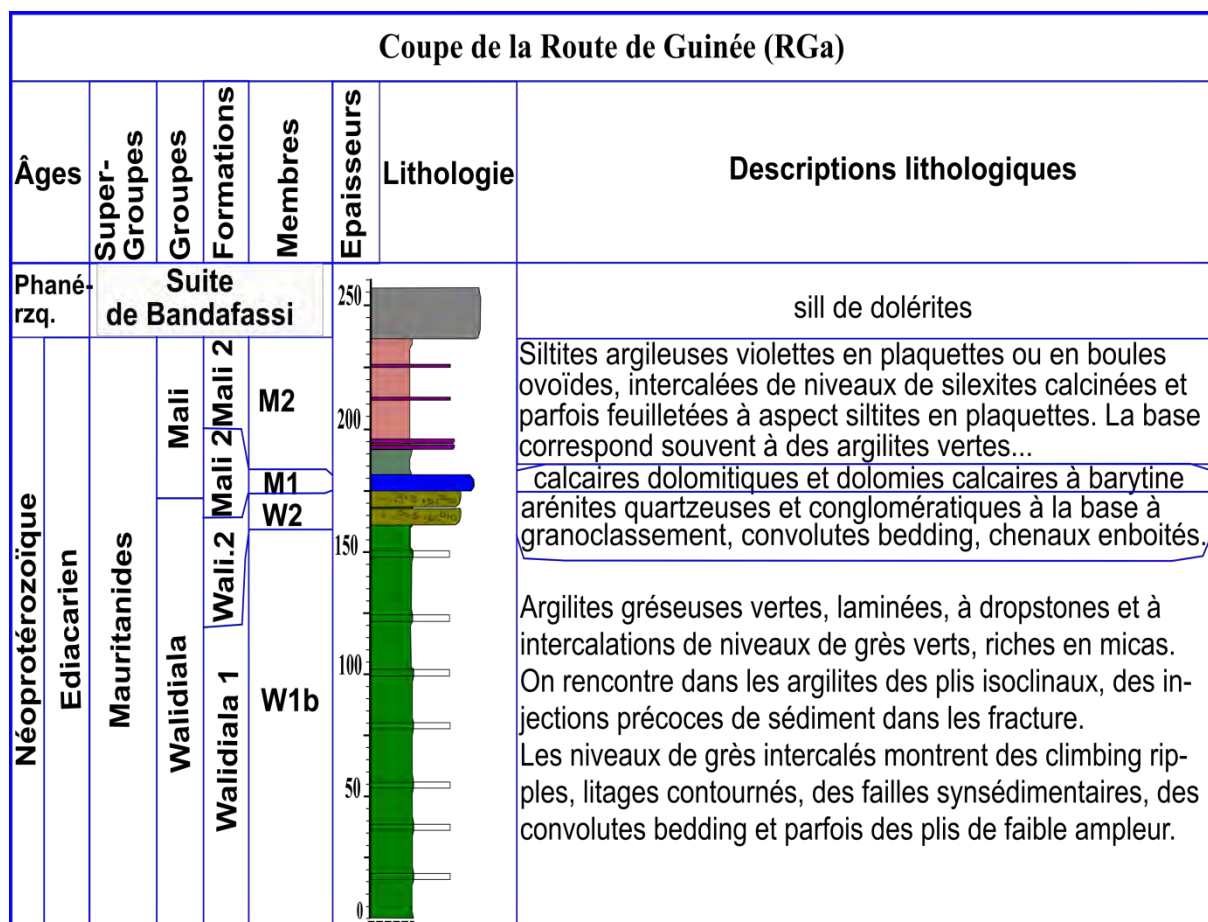 Coupe de la Route de Guinée (RGa)
Âges
Super-
Groupes
Groupes
Formations
Membres
Epaisseurs
Lithologie
Descriptions lithologiques
Phané-
rzq.
Suite
de Bandafassi
sill de dolérites
Néoprotérozoïque
Ediacarien
Mauritanides
Mali
Walidiala
Mali 2
Mali 2
Wali.2
Walidiala 1
M2
M1
W2
W1b
250
200
150
100
50
0
Siltites argileuses violettes en plaquettes ou en boules
ovoïdes, intercalées de niveaux de silexites calcinées et
parfois feuilletées à aspect siltites en plaquettes. La base
correspond souvent à des argilites vertes...
calcaires dolomitiques et dolomies calcaires à barytine
arénites quartzeuses et conglomératiques à la base à
granoclassement, convolutes bedding, chenaux enboités.
Argilites gréseuses vertes, laminées, à dropstones et à
intercalations de niveaux de grès verts, riches en micas.
On rencontre dans les argilites des plis isoclinaux, des in-
jections précoces de sédiment dans les fracture.
Les niveaux de grès intercalés montrent des climbing rip-
ples, litages contournés, des failles synsédimentaires, des
convolutes bedding et parfois des plis de faible ampleur.